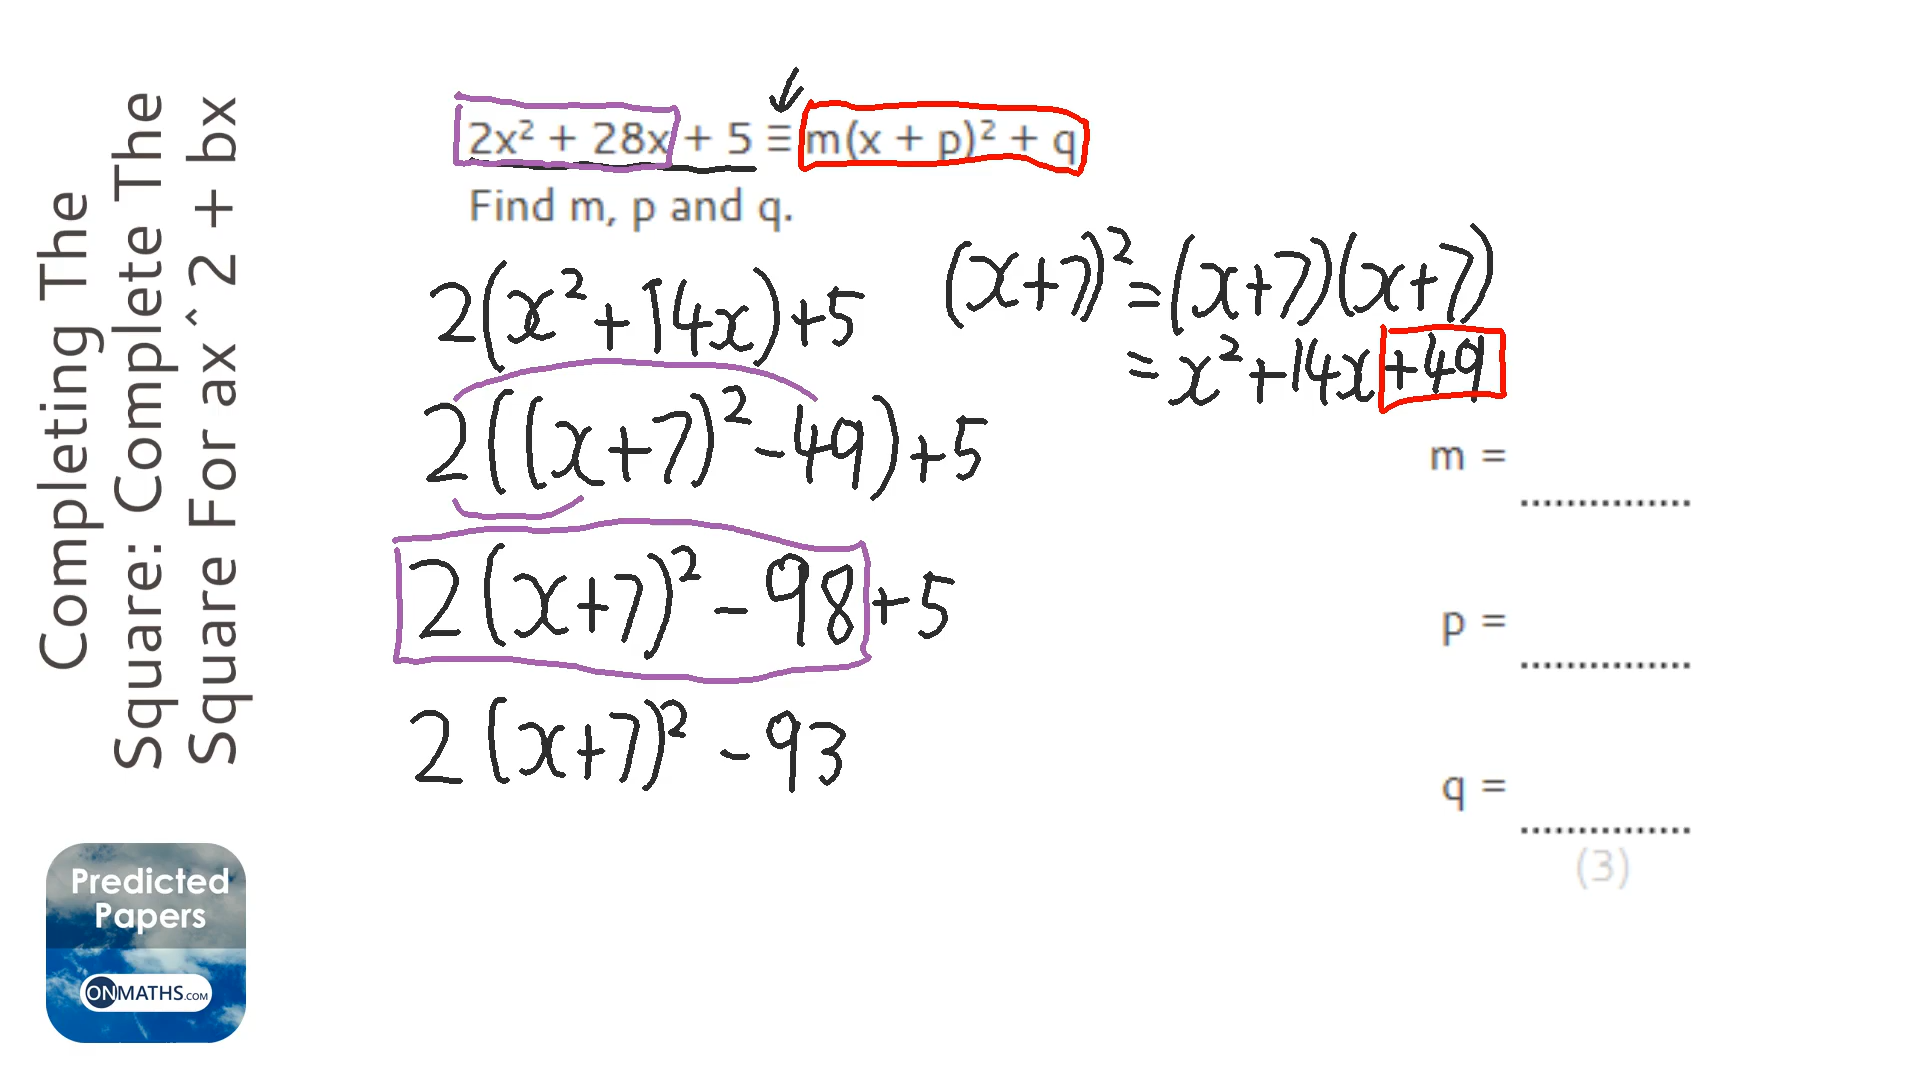 Completing The
Square: Complete The
Square For ax^2 + bx
2x² + 28x + 5 ≡ m(x + p)² + q
Find m, p and q.
2(x²+14x)+5
2((x+7)²-49)+5
2(x+7)²-98+5
2(x+7)²-93
(x+7)²=(x+7)(x+7)
=x²+14x+49
m = ...............
p = ...............
q = ...............
(3)
Predicted
Papers
ONMATHS.COM